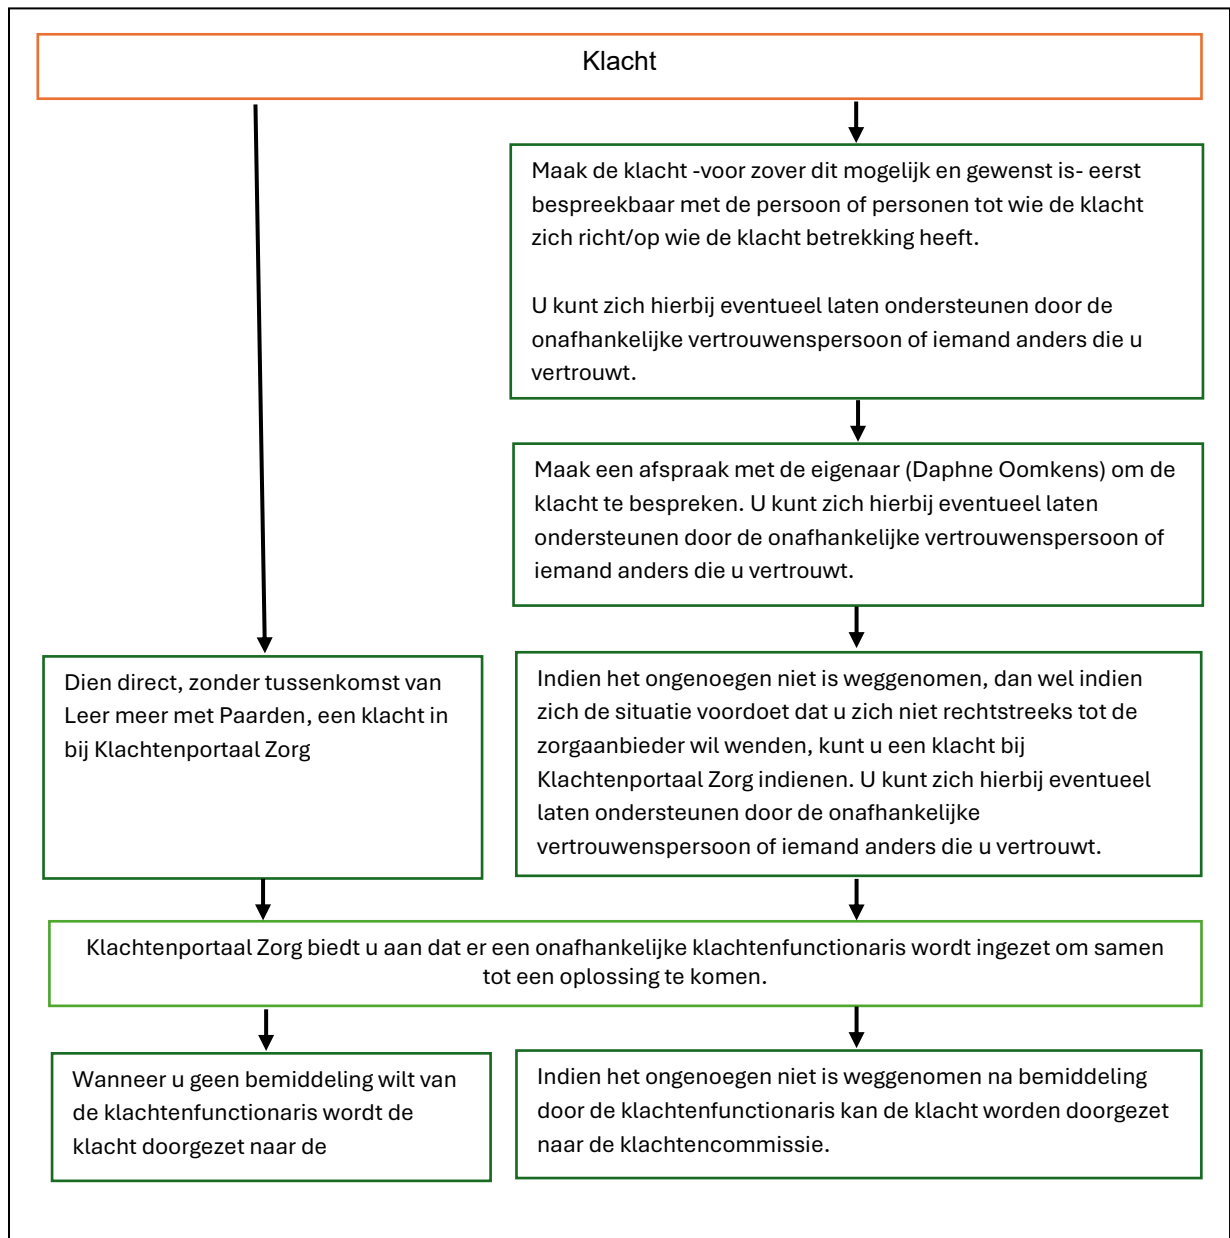 Klacht
Maak de klacht -voor zover dit mogelijk en gewenst is- eerst
bespreekbaar met de persoon of personen tot wie de klacht
zich richt/op wie de klacht betrekking heeft.
U kunt zich hierbij eventueel laten ondersteunen door de
onafhankelijke vertrouwenspersoon of iemand anders die u
vertrouwt.
Maak een afspraak met de eigenaar (Daphne Oomkens) om de
klacht te bespreken. U kunt zich hierbij eventueel laten
ondersteunen door de onafhankelijke vertrouwenspersoon of
iemand anders die u vertrouwt.
Dien direct, zonder tussenkomst van
Leer meer met Paarden, een klacht in
bij Klachtenportaal Zorg
Indien het ongenoegen niet is weggenomen, dan wel indien
zich de situatie voordoet dat u zich niet rechtstreeks tot de
zorgaanbieder wil wenden, kunt u een klacht bij
Klachtenportaal Zorg indienen. U kunt zich hierbij eventueel
laten ondersteunen door de onafhankelijke
vertrouwenspersoon of iemand anders die u vertrouwt.
Klachtenportaal Zorg biedt u aan dat er een onafhankelijke klachtenfunctionaris wordt ingezet om samen
tot een oplossing te komen.
Wanneer u geen bemiddeling wilt van
de klachtenfunctionaris wordt de
klacht doorgezet naar de
Indien het ongenoegen niet is weggenomen na bemiddeling
door de klachtenfunctionaris kan de klacht worden doorgezet
naar de klachtencommissie.